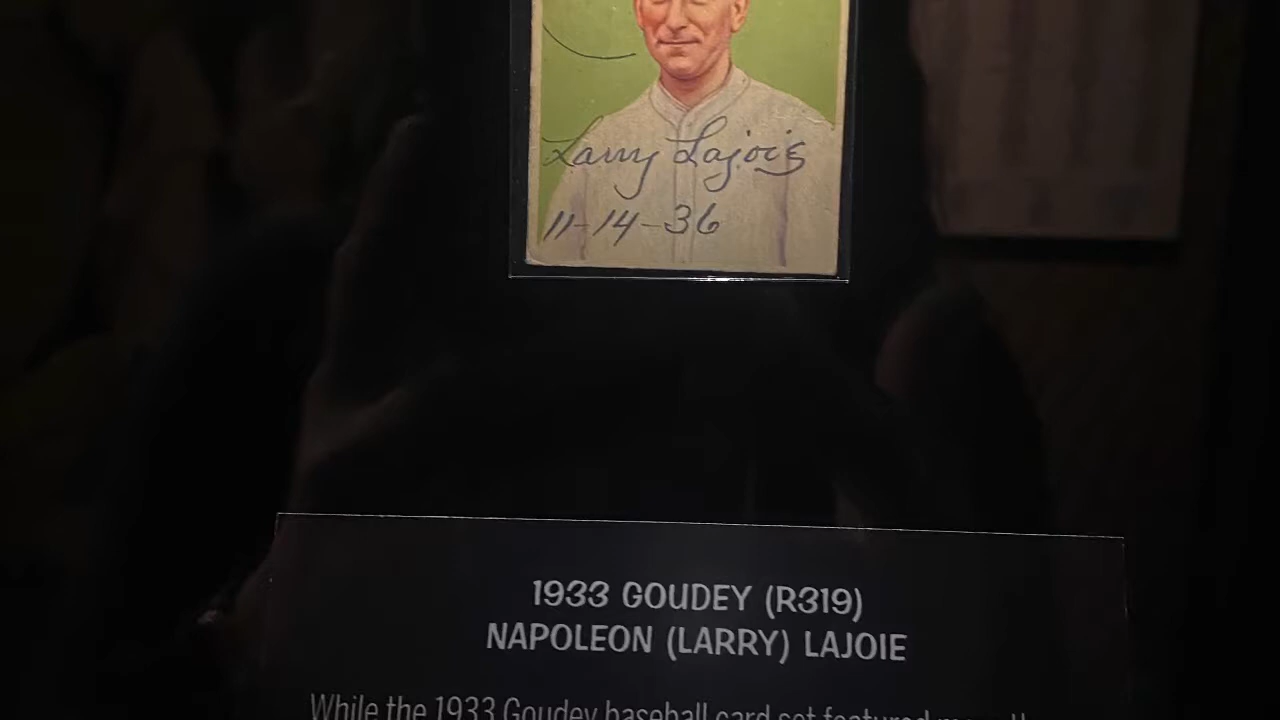 Larry Lajoie
11-14-36
1933 GOUDEY (R319)
NAPOLEON (LARRY) LAJOIE
While the 1933 Goudey baseball card set featured